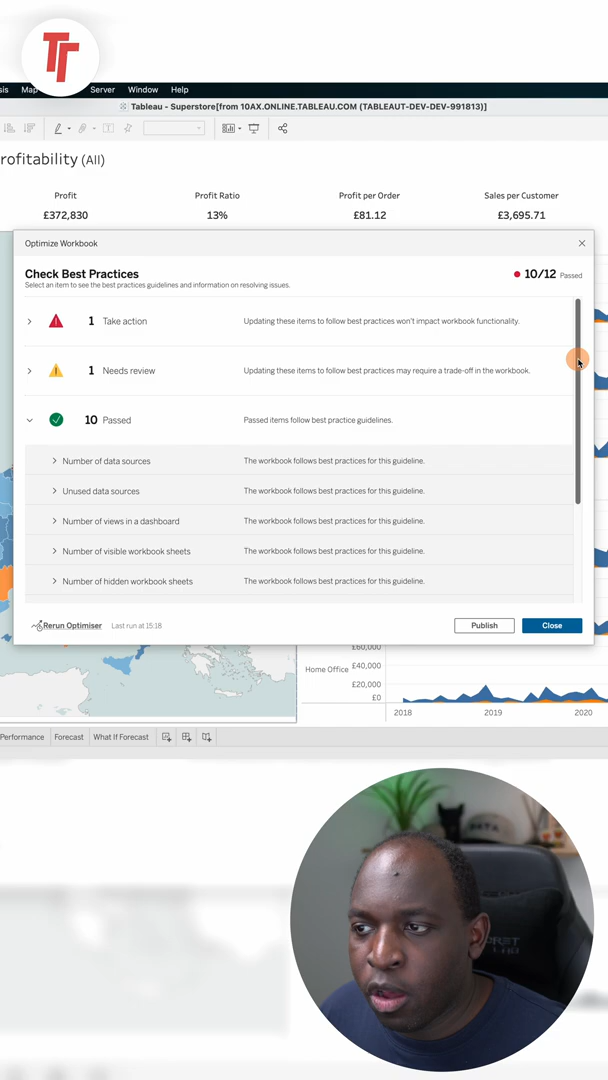 TT
sis Map Server Window Help
Tableau - Superstore[from 10AX.ONLINE.TABLEAU.COM (TABLEAUT-DEV-DEV-991813)]
rofitability (All)
Profit Profit Ratio Profit per Order Sales per Customer
£372,830 13% £81.12 £3,695.71
Optimize Workbook
Check Best Practices
10/12 Passed
Select an item to see the best practices guidelines and information on resolving issues.
1 Take action Updating these items to follow best practices won't impact workbook functionality.
1 Needs review Updating these items to follow best practices may require a trade-off in the workbook.
10 Passed Passed items follow best practice guidelines.
Number of data sources The workbook follows best practices for this guideline.
Unused data sources The workbook follows best practices for this guideline.
Number of views in a dashboard The workbook follows best practices for this guideline.
Number of visible workbook sheets The workbook follows best practices for this guideline.
Number of hidden workbook sheets The workbook follows best practices for this guideline.
Rerun Optimiser Last run at 15:18 Publish Close
£60,000
Home Office £40,000
£20,000
£0
2018 2019 2020
Performance Forecast What If Forecast
DATA